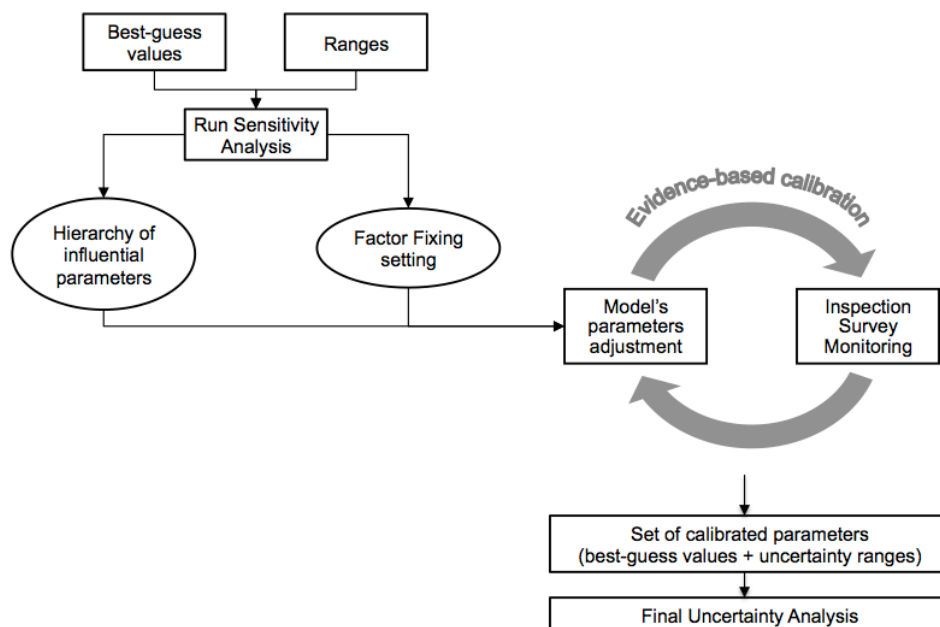 Best-guess
values
Ranges
Run Sensitivity
Analysis
Hierarchy of
influential
parameters
Factor Fixing
setting
Evidence-based calibration
Model's
parameters
adjustment
Inspection
Survey
Monitoring
Set of calibrated parameters
(best-guess values + uncertainty ranges)
Final Uncertainty Analysis